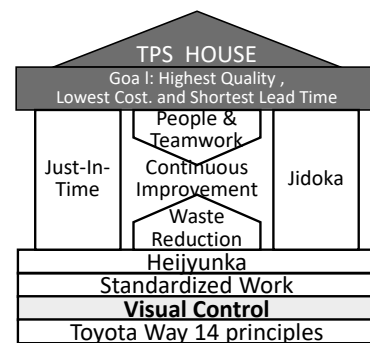 TPS HOUSE
Goa l: Highest Quality ,
Lowest Cost. and Shortest Lead Time
People &
Teamwork
Just-In-
Time
Continuous
Improvement
Jidoka
Waste
Reduction
Heijyunka
Standardized Work
Visual Control
Toyota Way 14 principles